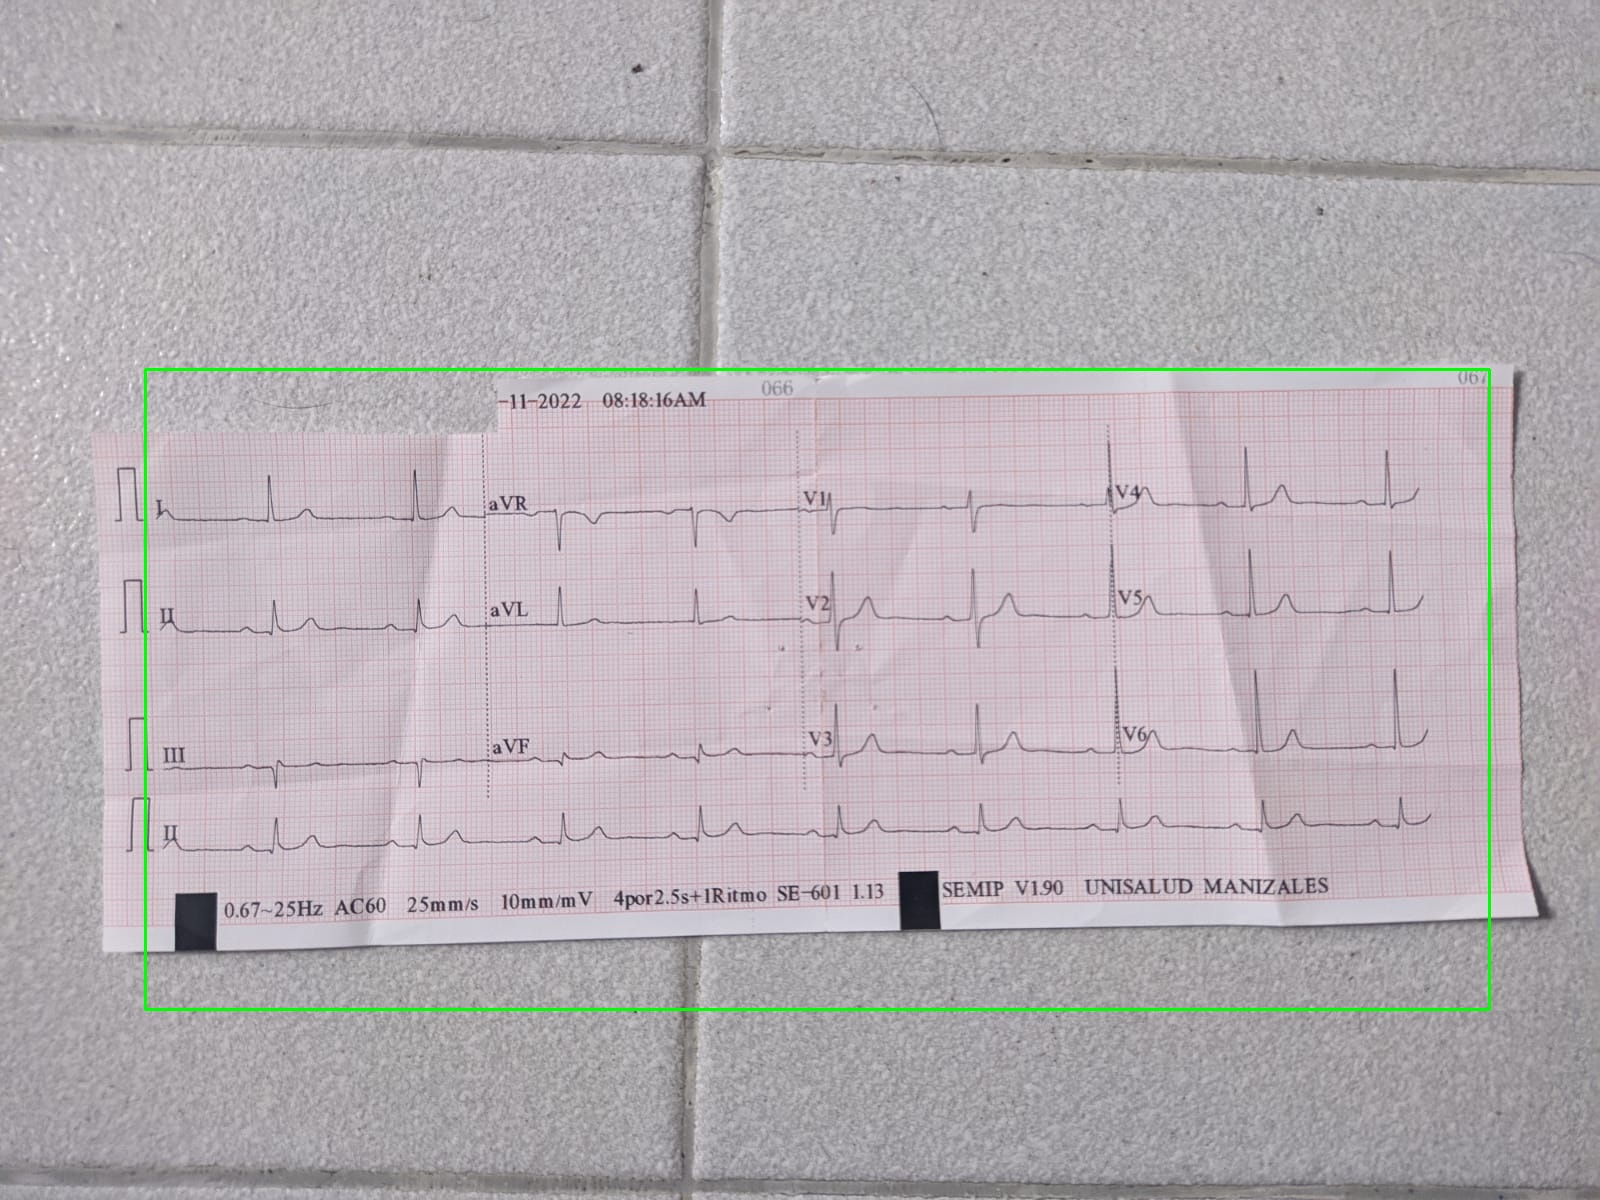 -11-2022 08:18:16AM 066 067
I aVR V1 V4
II aVL V2 V5
III aVF V3 V6
II
0.67~25Hz AC60 25mm/s 10mm/mV 4por2.5s+1Ritmo SE-601 1.13 SEMIP V1.90 UNISALUD MANIZALES